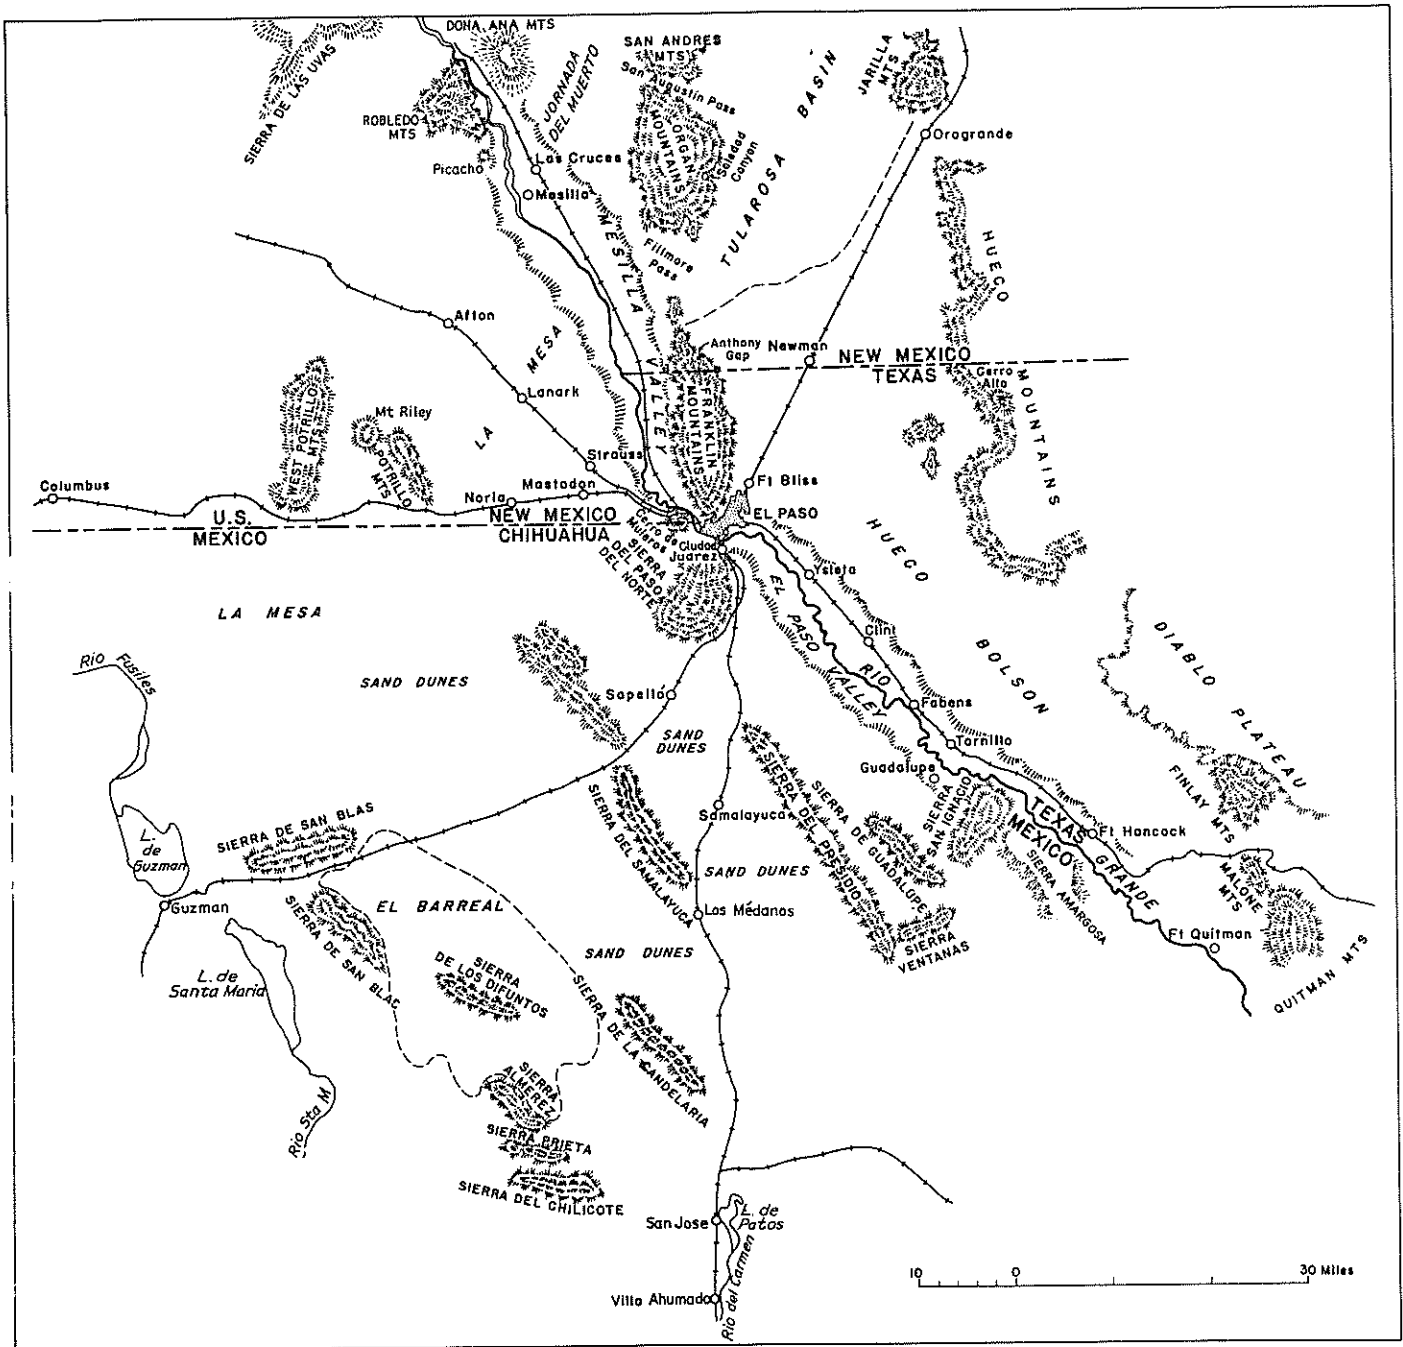 DOÑA ANA MTS
SIERRA DE LAS UVAS
ROBLEDO
MTS
Picacho
JORNADA
DEL MUERTO
SAN ANDRES
MTS
San Augustin Pass
ORGAN
MOUNTAINS
Soledad
Canyon
TULAROSA BASIN
JARILLA
MTS
Orogrande
Las Cruces
Mesilla
MESILLA VALLEY
Fillmore
Pass
HUECO MOUNTAINS
Afton
LA MESA
Lanark
Anthony
Gap
Newman
NEW MEXICO
TEXAS
Cerro
Alto
FRANKLIN
MOUNTAINS
WEST POTRILLO
MTS
Mt Riley
POTRILLO
MTS
Strauss
Columbus
Noria
Mastodon
Ft Bliss
EL PASO
U.S.
MEXICO
NEW MEXICO
CHIHUAHUA
Cerro de
Muleros
SIERRA
DEL PASO
DEL NORTE
Ciudad
Juarez
Ysleta
HUECO BOLSON
EL PASO VALLEY
LA MESA
Clint
RIO GRANDE
DIABLO PLATEAU
Rio Fusiles
SAND DUNES
Sapelló
Fabens
SAND
DUNES
Tornillo
Guadalupe
FINLAY MTS
SIERRA DE SAN BLAS
L.
de
Guzman
SIERRA DEL SAMALAYUCA
Samalayuca
SIERRA DEL PRESIDIO
SIERRA DE GUADALUPE
SIERRA
SAN IGNACIO
TEXAS
MEXICO
Ft Hancock
SAND DUNES
MALONE
MTS
Guzman
SIERRA DE SAN BLAC
EL BARREAL
Los Médanos
SIERRA
VENTANAS
SIERRA AMARGOSA
Ft Quitman
QUITMAN MTS
L. de
Santa Maria
SIERRA
DE LOS DIFUNTOS
SAND DUNES
SIERRA DE LA CANDELARIA
Rio Sta M
SIERRA
ALMEREZ
SIERRA PRIETA
SIERRA DEL CHILICOTE
San Jose
L. de
Patos
Rio del Carmen
Villa Ahumado
10 0 30 Miles